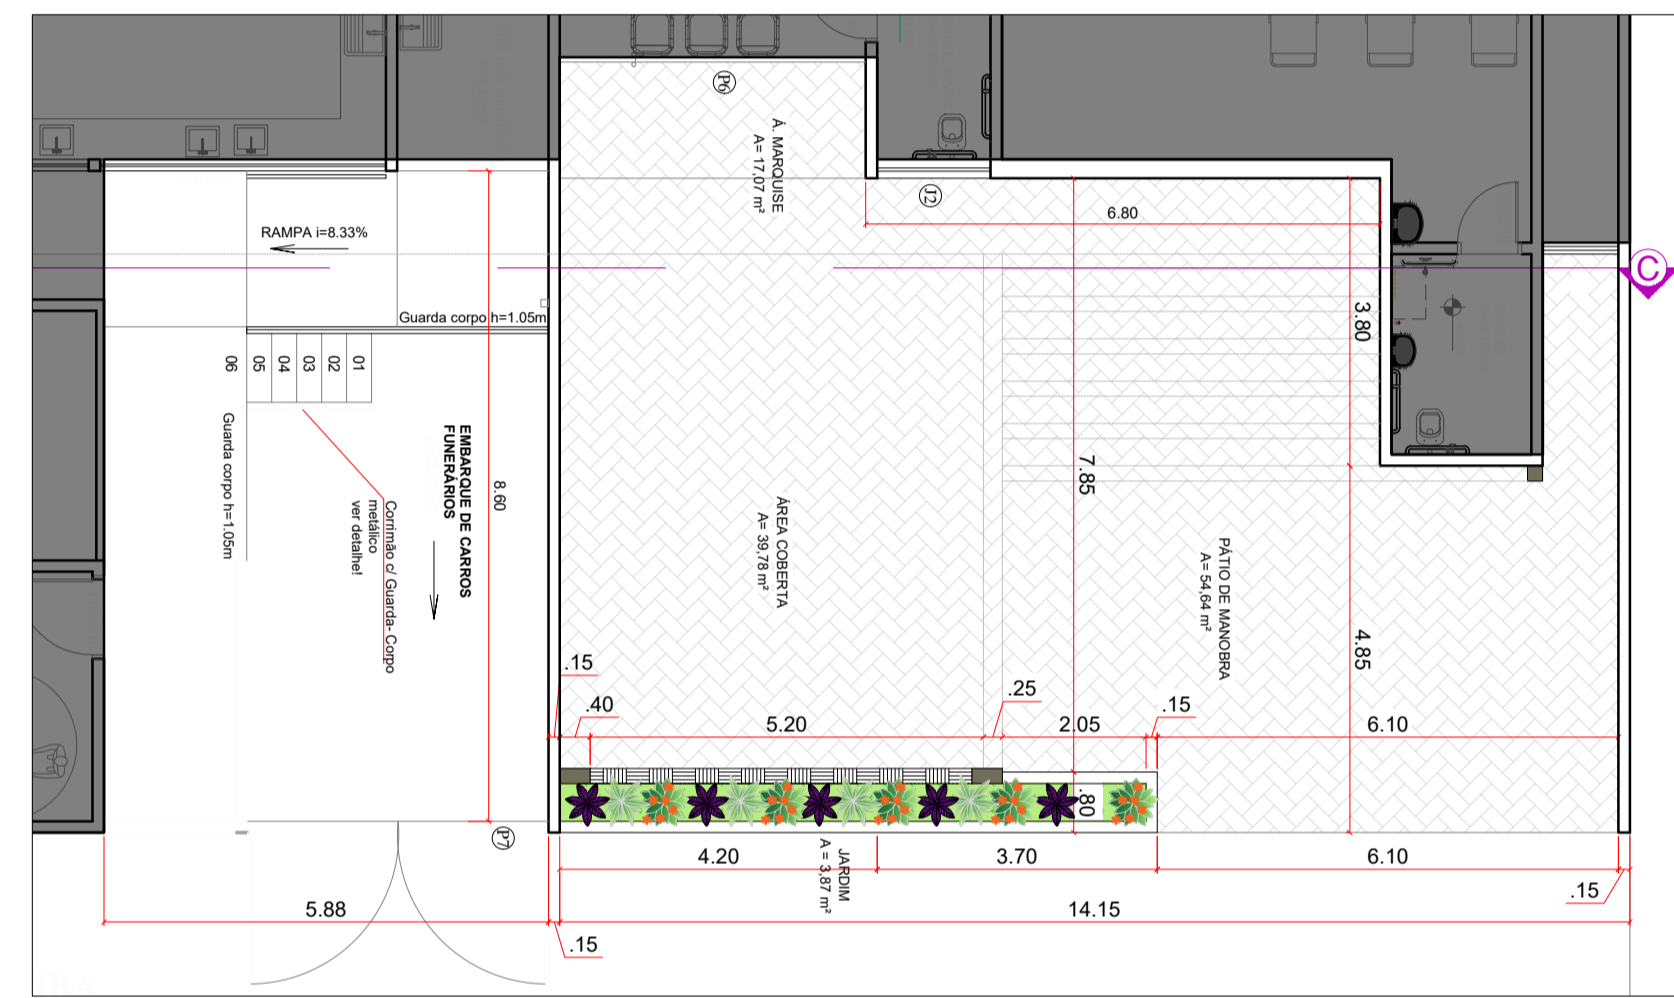 P6
Á. MARQUISE
A= 17,07 m²
J2
6.80
RAMPA i=8.33%
C
Guarda corpo h=1.05m
3.80
01
02
03
04
05
06
Guarda corpo h=1.05m
EMBARQUE DE CARROS
FUNERÁRIOS
8.60
Corrimão c/ Guarda- Corpo
metálico
ver detalhe!
7.85
ÁREA COBERTA
A= 39,78 m²
PÁTIO DE MANOBRA
A= 54,64 m²
4.85
.15
.40
5.20
.25
2.05
.15
6.10
.80
P7
4.20
3.70
6.10
JARDIM
A = 3,87 m²
.15
5.88
14.15
.15